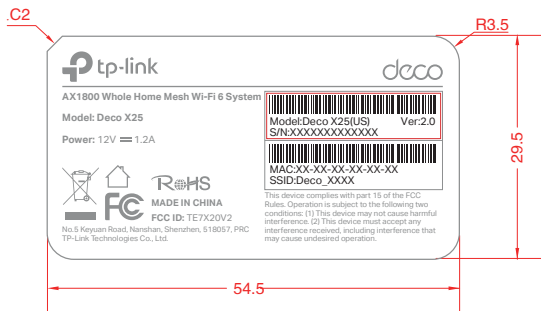 .C2
R3.5
tp-link
deco
AX1800 Whole Home Mesh Wi-Fi 6 System
Model: Deco X25
Power: 12V ⎓ 1.2A
Model:Deco X25(US) Ver:2.0
S/N:XXXXXXXXXXXXX
MAC:XX-XX-XX-XX-XX-XX
SSID:Deco_XXXX
RoHS
FC
MADE IN CHINA
FCC ID: TE7X20V2
No.5 Keyuan Road, Nanshan, Shenzhen, 518057, PRC
TP-Link Technologies Co., Ltd.
This device complies with part 15 of the FCC
Rules. Operation is subject to the following two
conditions: (1) This device may not cause harmful
interference. (2) This device must accept any
interference received, including interference that
may cause undesired operation.
29.5
54.5